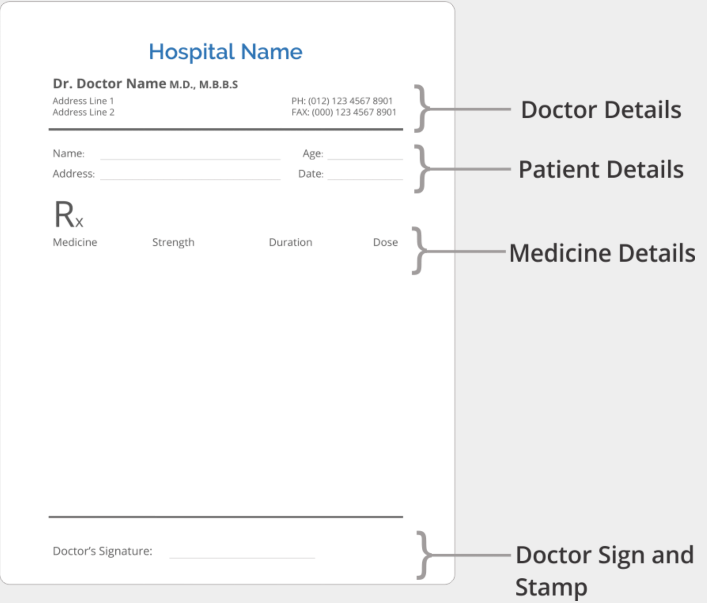 Hospital Name
Dr. Doctor Name M.D., M.B.B.S
Address Line 1 PH: (012) 123 4567 8901
Address Line 2 FAX: (000) 123 4567 8901
Doctor Details
Name: Age:
Address: Date:
Patient Details
Rx
Medicine Strength Duration Dose
Medicine Details
Doctor's Signature:
Doctor Sign and
Stamp